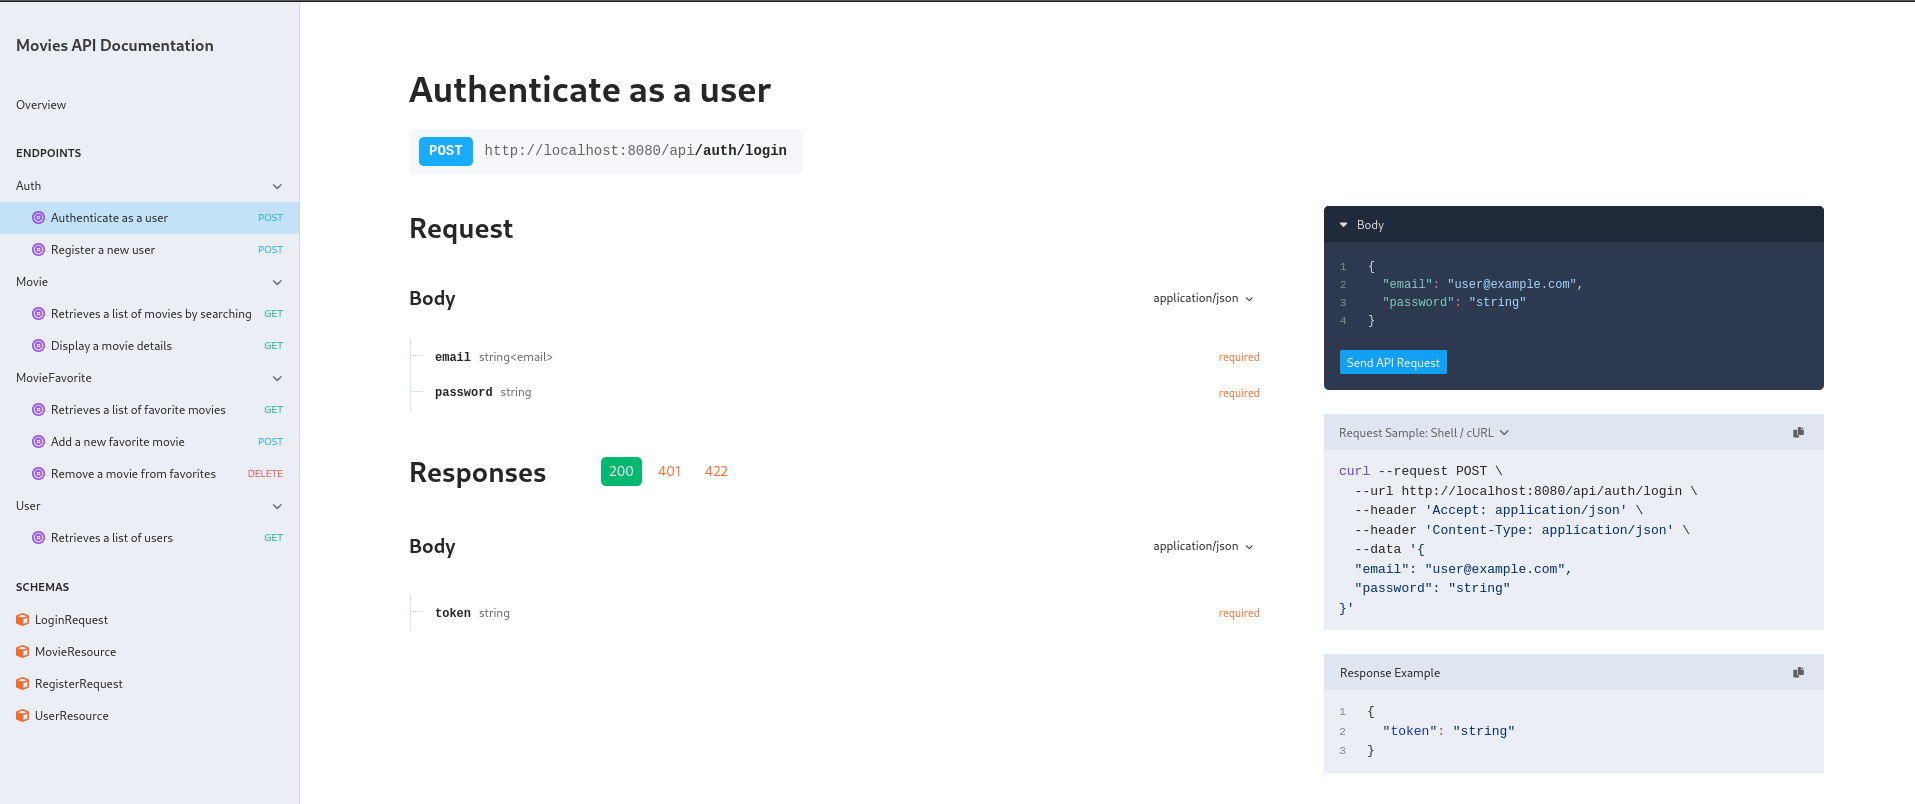 Movies API Documentation
Overview
ENDPOINTS
Auth
Authenticate as a user POST
Register a new user POST
Movie
Retrieves a list of movies by searching GET
Display a movie details GET
MovieFavorite
Retrieves a list of favorite movies GET
Add a new favorite movie POST
Remove a movie from favorites DELETE
User
Retrieves a list of users GET
SCHEMAS
LoginRequest
MovieResource
RegisterRequest
UserResource
Authenticate as a user
POST http://localhost:8080/api/auth/login
Request
Body application/json
email string<email> required
password string required
Responses 200 401 422
Body application/json
token string required
Body
1 {
2 "email": "user@example.com",
3 "password": "string"
4 }
Send API Request
Request Sample: Shell / cURL
curl --request POST \
--url http://localhost:8080/api/auth/login \
--header 'Accept: application/json' \
--header 'Content-Type: application/json' \
--data '{
"email": "user@example.com",
"password": "string"
}'
Response Example
1 {
2 "token": "string"
3 }